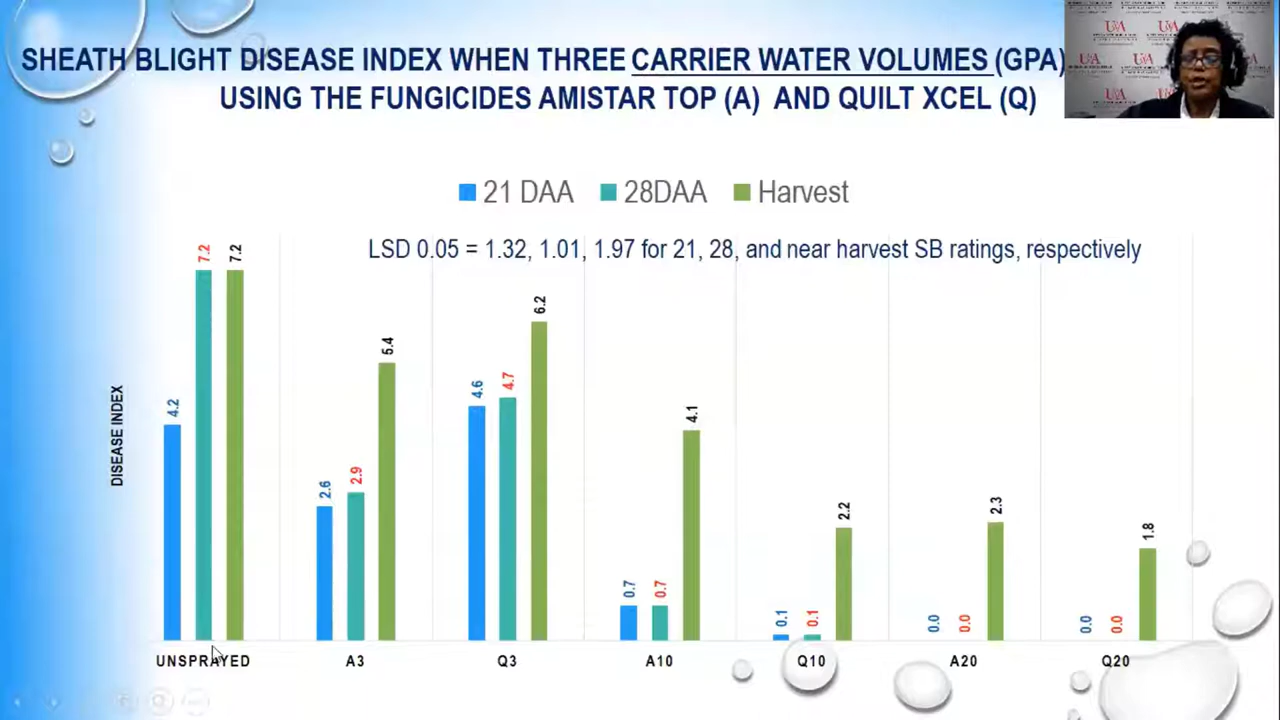 SHEATH BLIGHT DISEASE INDEX WHEN THREE CARRIER WATER VOLUMES (GPA)
USING THE FUNGICIDES AMISTAR TOP (A) AND QUILT XCEL (Q)
21 DAA 28DAA Harvest
LSD 0.05 = 1.32, 1.01, 1.97 for 21, 28, and near harvest SB ratings, respectively
DISEASE INDEX
4.2 7.2 7.2
2.6 2.9 5.4
4.6 4.7 6.2
0.7 0.7 4.1
0.1 0.1 2.2
0.0 0.0 2.3
0.0 0.0 1.8
UNSPRAYED A3 Q3 A10 Q10 A20 Q20